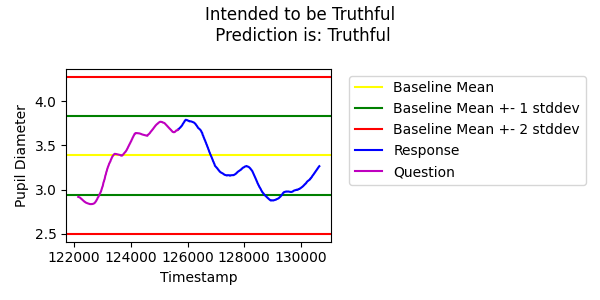 Intended to be Truthful
Prediction is: Truthful
Pupil Diameter
4.0
3.5
3.0
2.5
122000 124000 126000 128000 130000
Timestamp
Baseline Mean
Baseline Mean +- 1 stddev
Baseline Mean +- 2 stddev
Response
Question